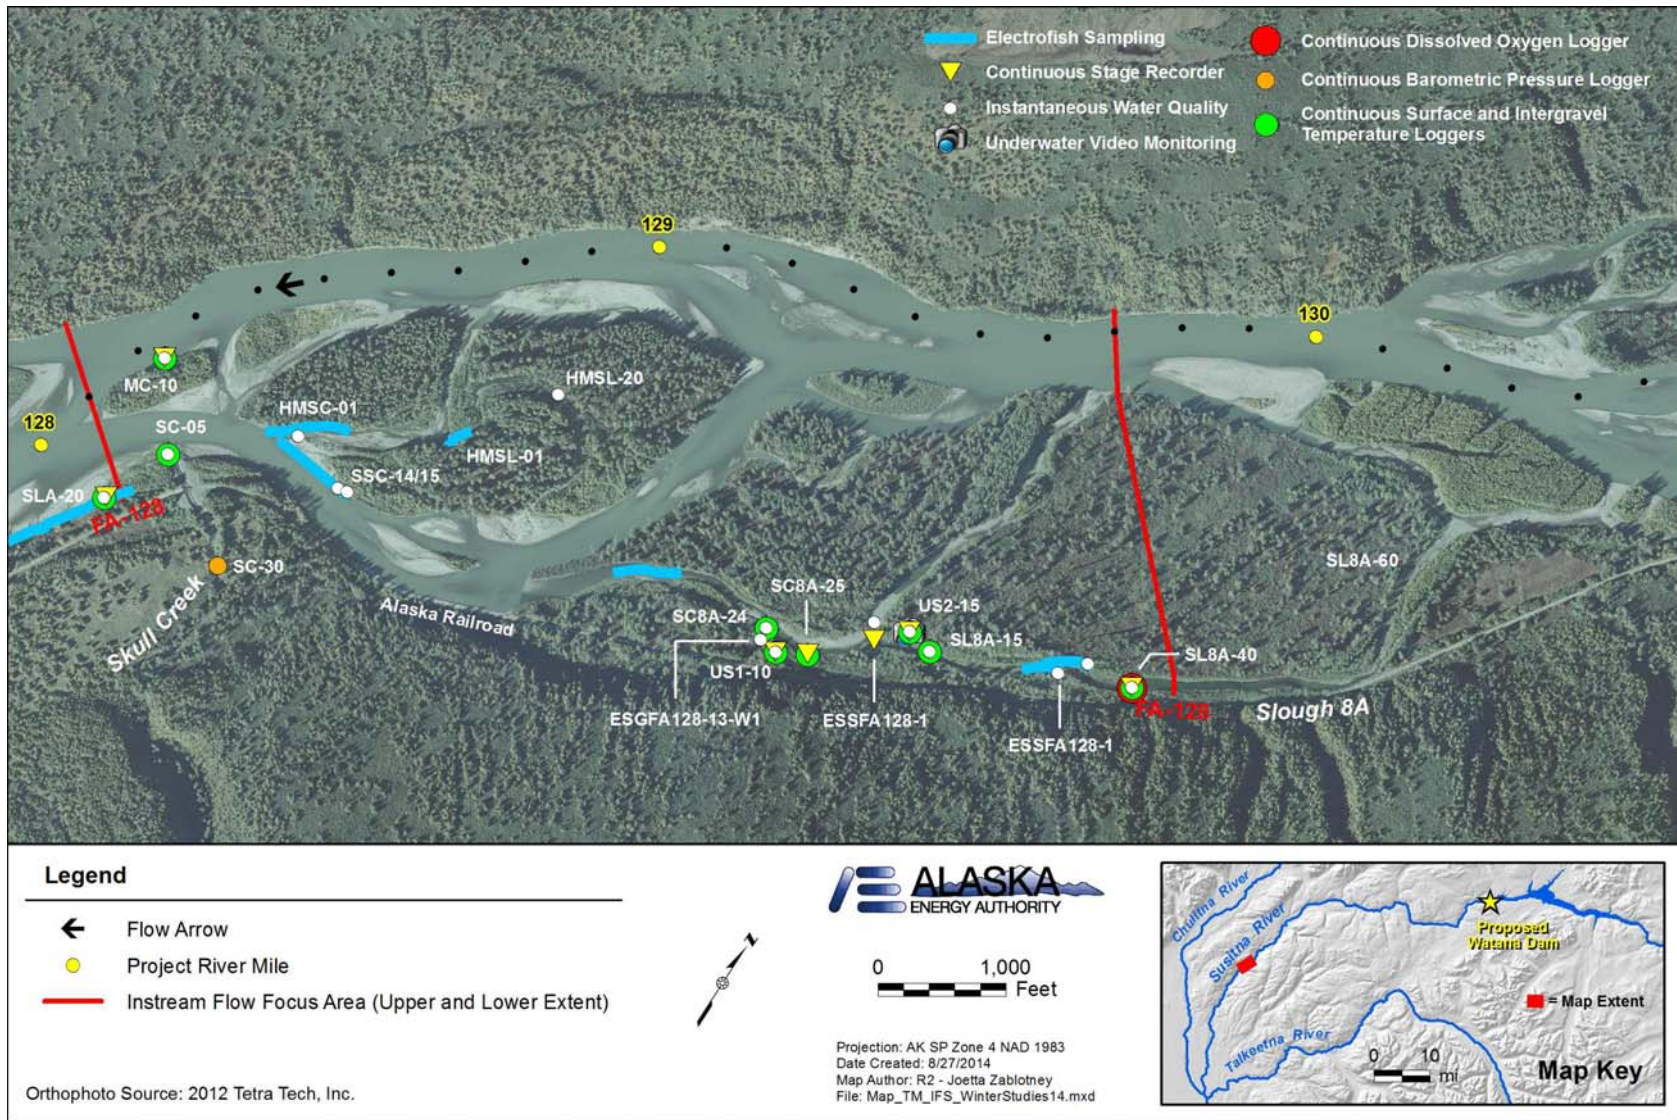 Electrofish Sampling
Continuous Stage Recorder
Instantaneous Water Quality
Underwater Video Monitoring
Continuous Dissolved Oxygen Logger
Continuous Barometric Pressure Logger
Continuous Surface and Intergravel
Temperature Loggers
129
130
MC-10
HMSL-20
128
HMSC-01
SC-05
HMSL-01
SSC-14/15
SLA-20
FA-128
SC-30
Skull Creek
Alaska Railroad
SL8A-60
SC8A-25
SC8A-24
US2-15
SL8A-15
US1-10
SL8A-40
ESGFA128-13-W1
ESSFA128-1
ESSFA128-1
FA-128
Slough 8A
Legend
Flow Arrow
Project River Mile
Instream Flow Focus Area (Upper and Lower Extent)
Orthophoto Source: 2012 Tetra Tech, Inc.
N
ALASKA
ENERGY AUTHORITY
0 1,000
Feet
Projection: AK SP Zone 4 NAD 1983
Date Created: 8/27/2014
Map Author: R2 - Joetta Zablotney
File: Map_TM_IFS_WinterStudies14.mxd
Chulitna River
Susitna River
Proposed
Watana Dam
= Map Extent
Talkeetna River
0 10
mi
Map Key